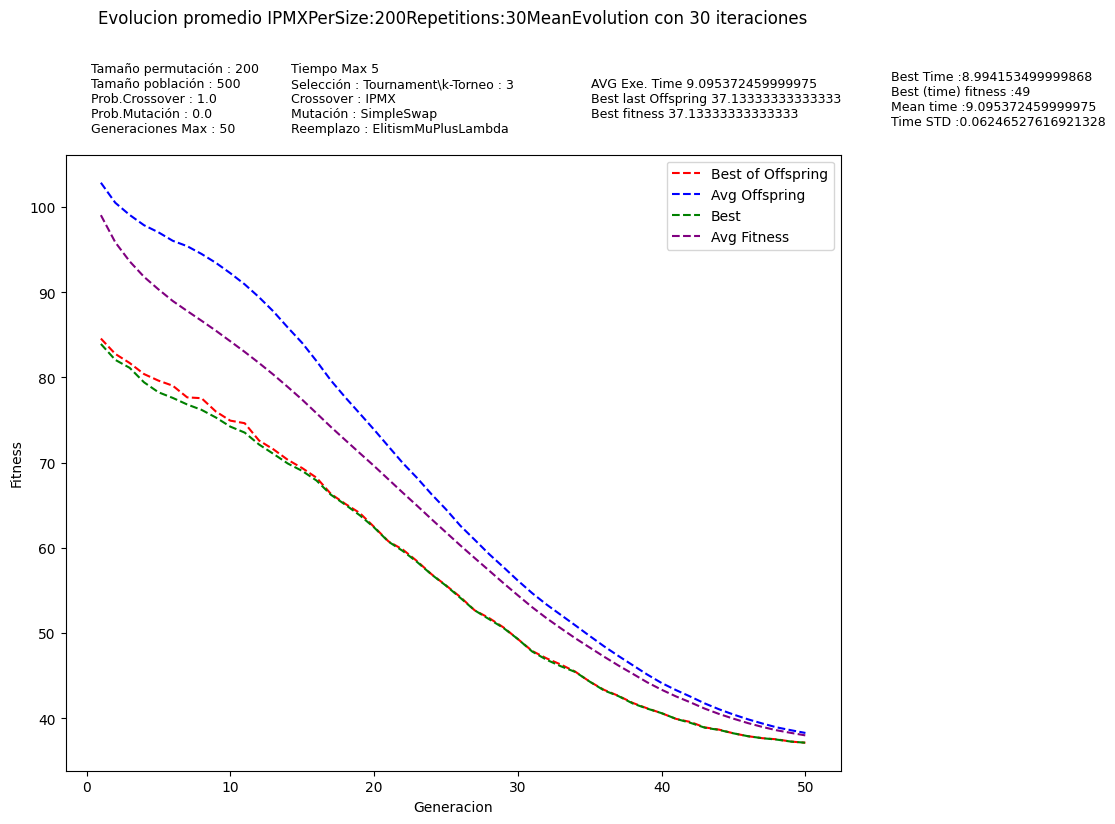 Evolucion promedio IPMXPerSize:200Repetitions:30MeanEvolution con 30 iteraciones
Tamaño permutación : 200
Tamaño población : 500
Prob.Crossover : 1.0
Prob.Mutación : 0.0
Generaciones Max : 50
Tiempo Max 5
Selección : Tournament\k-Torneo : 3
Crossover : IPMX
Mutación : SimpleSwap
Reemplazo : ElitismMuPlusLambda
AVG Exe. Time 9.095372459999975
Best last Offspring 37.13333333333333
Best fitness 37.13333333333333
Best Time :8.994153499999868
Best (time) fitness :49
Mean time :9.095372459999975
Time STD :0.06246527616921328
Best of Offspring
Avg Offspring
Best
Avg Fitness
Fitness
100
90
80
70
60
50
40
0
10
20
30
40
50
Generacion